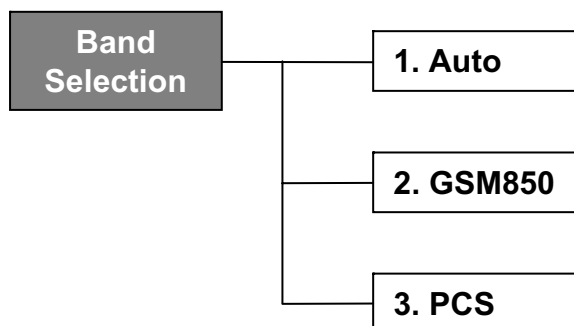 Band
Selection
1. Auto
2. GSM850
3. PCS